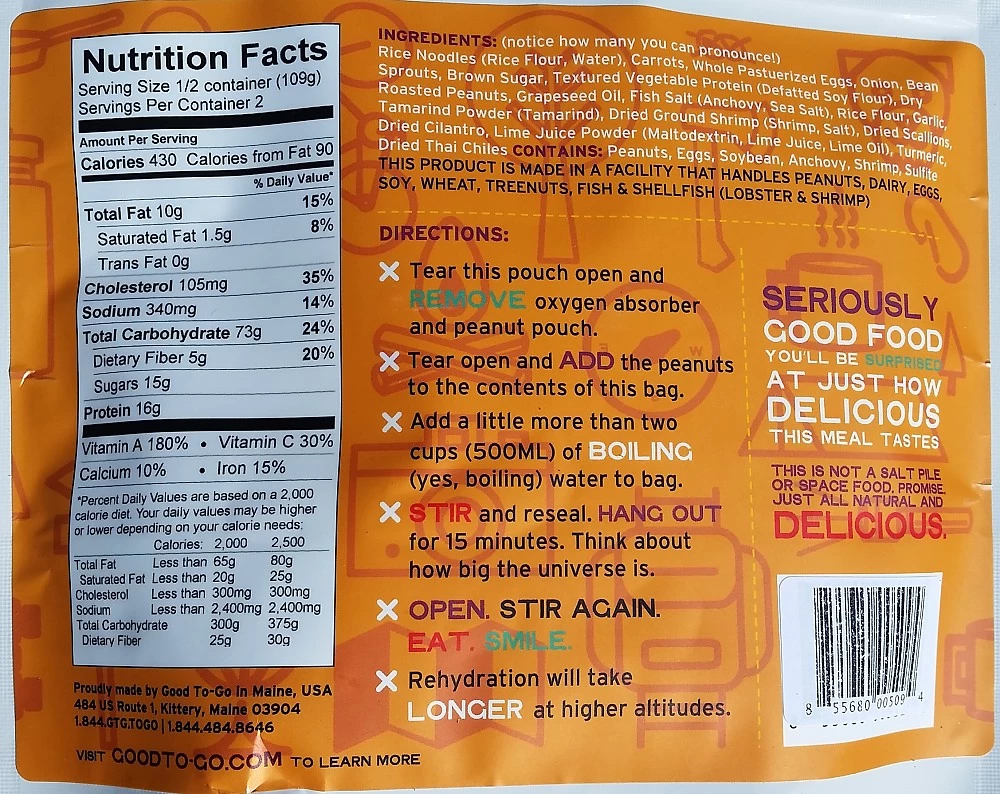 Nutrition Facts
Serving Size 1/2 container (109g)
Servings Per Container 2
Amount Per Serving
Calories 430 Calories from Fat 90
% Daily Value*
Total Fat 10g 15%
Saturated Fat 1.5g 8%
Trans Fat 0g
Cholesterol 105mg 35%
Sodium 340mg 14%
Total Carbohydrate 73g 24%
Dietary Fiber 5g 20%
Sugars 15g
Protein 16g
Vitamin A 180% • Vitamin C 30%
Calcium 10% • Iron 15%
*Percent Daily Values are based on a 2,000
calorie diet. Your daily values may be higher
or lower depending on your calorie needs:
Calories: 2,000 2,500
Total Fat Less than 65g 80g
Saturated Fat Less than 20g 25g
Cholesterol Less than 300mg 300mg
Sodium Less than 2,400mg 2,400mg
Total Carbohydrate 300g 375g
Dietary Fiber 25g 30g
Proudly made by Good To-Go in Maine, USA
484 US Route 1, Kittery, Maine 03904
1.844.GTG.TOGO | 1.844.484.8646
VISIT GOODTO-GO.COM TO LEARN MORE
INGREDIENTS: (notice how many you can pronounce!)
Rice Noodles (Rice Flour, Water), Carrots, Whole Pastuerized Eggs, Onion, Bean
Sprouts, Brown Sugar, Textured Vegetable Protein (Defatted Soy Flour), Dry
Roasted Peanuts, Grapeseed Oil, Fish Salt (Anchovy, Sea Salt), Rice Flour, Garlic,
Tamarind Powder (Tamarind), Dried Ground Shrimp (Shrimp, Salt), Dried Scallions,
Dried Cilantro, Lime Juice Powder (Maltodextrin, Lime Juice, Lime Oil), Turmeric,
Dried Thai Chiles CONTAINS: Peanuts, Eggs, Soybean, Anchovy, Shrimp, Sulfite
THIS PRODUCT IS MADE IN A FACILITY THAT HANDLES PEANUTS, DAIRY, EGGS,
SOY, WHEAT, TREENUTS, FISH & SHELLFISH (LOBSTER & SHRIMP)
DIRECTIONS:
Tear this pouch open and
REMOVE oxygen absorber
and peanut pouch.
Tear open and ADD the peanuts
to the contents of this bag.
Add a little more than two
cups (500ML) of BOILING
(yes, boiling) water to bag.
STIR and reseal. HANG OUT
for 15 minutes. Think about
how big the universe is.
OPEN. STIR AGAIN.
EAT. SMILE.
Rehydration will take
LONGER at higher altitudes.
SERIOUSLY
GOOD FOOD
YOU'LL BE SURPRISED
AT JUST HOW
DELICIOUS
THIS MEAL TASTES
THIS IS NOT A SALT PILE
OR SPACE FOOD. PROMISE.
JUST ALL NATURAL AND
DELICIOUS.
8 55680 00509 4